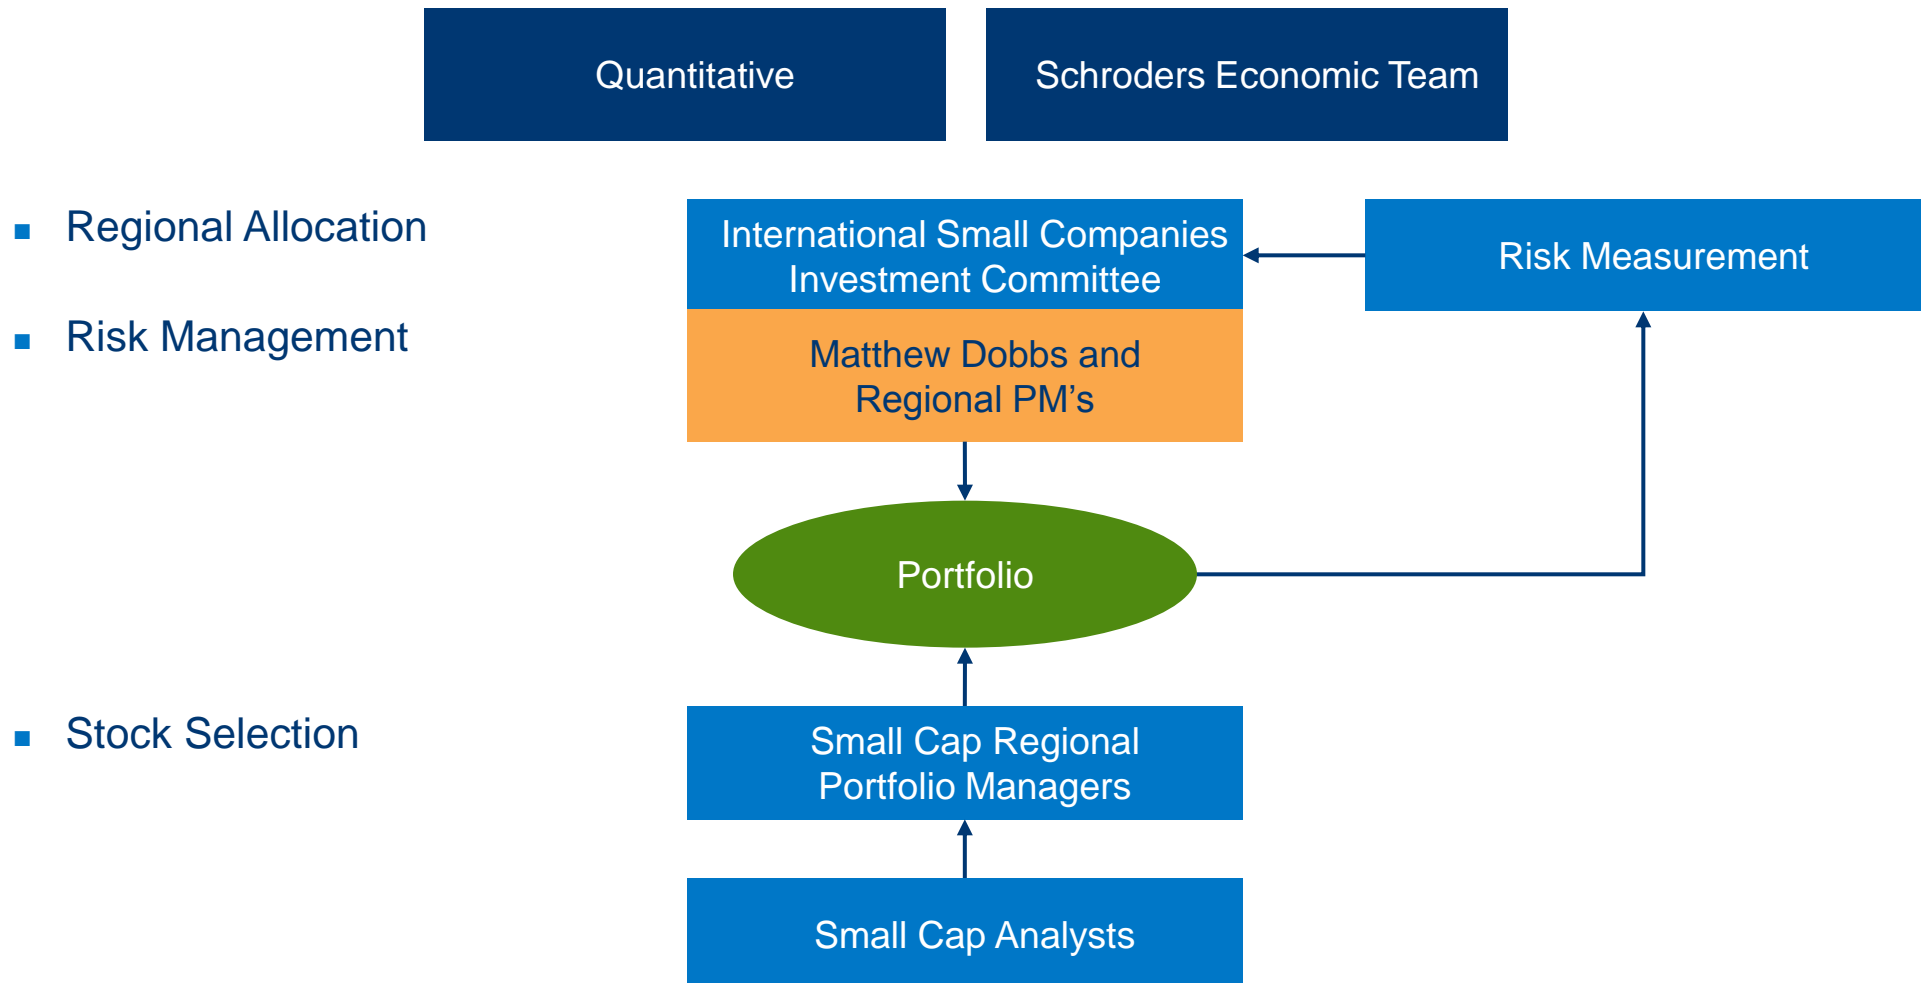 Quantitative
Schroders Economic Team
Regional Allocation
International Small Companies
Investment Committee
Risk Measurement
Risk Management
Matthew Dobbs and
Regional PM’s
Portfolio
Stock Selection
Small Cap Regional
Portfolio Managers
Small Cap Analysts